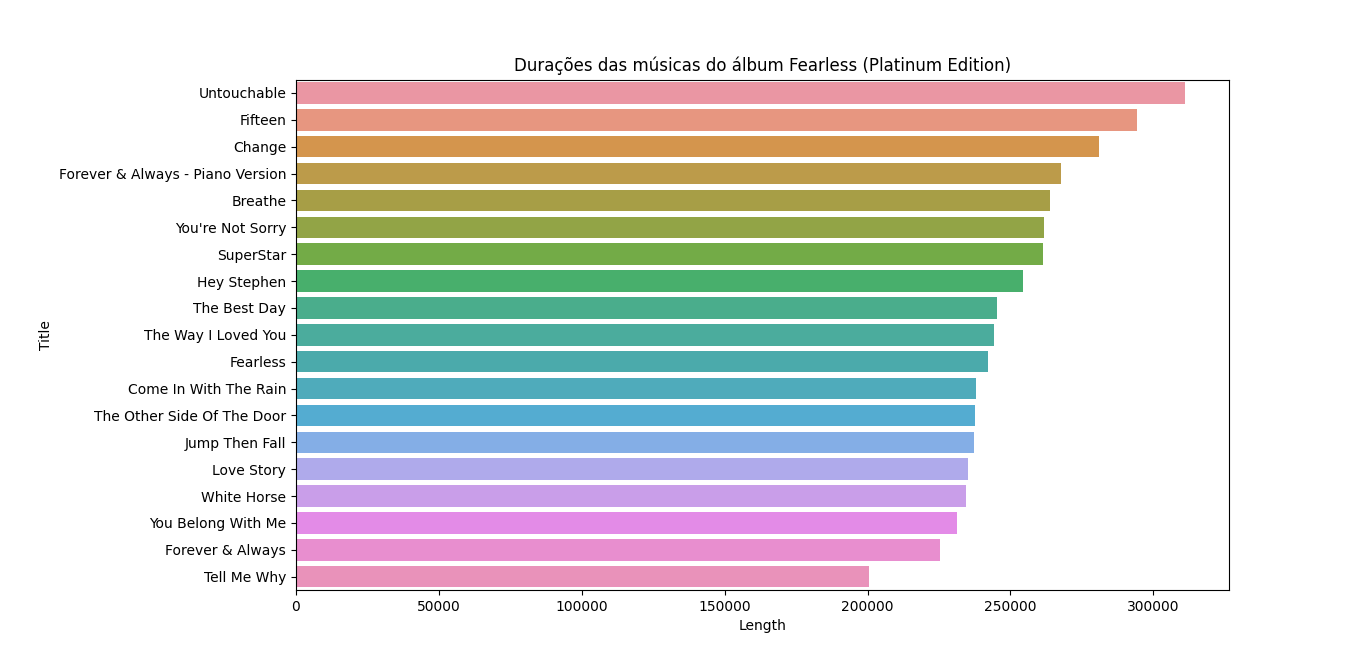 Durações das músicas do álbum Fearless (Platinum Edition)
Title
Untouchable
Fifteen
Change
Forever & Always - Piano Version
Breathe
You're Not Sorry
SuperStar
Hey Stephen
The Best Day
The Way I Loved You
Fearless
Come In With The Rain
The Other Side Of The Door
Jump Then Fall
Love Story
White Horse
You Belong With Me
Forever & Always
Tell Me Why
0 50000 100000 150000 200000 250000 300000
Length